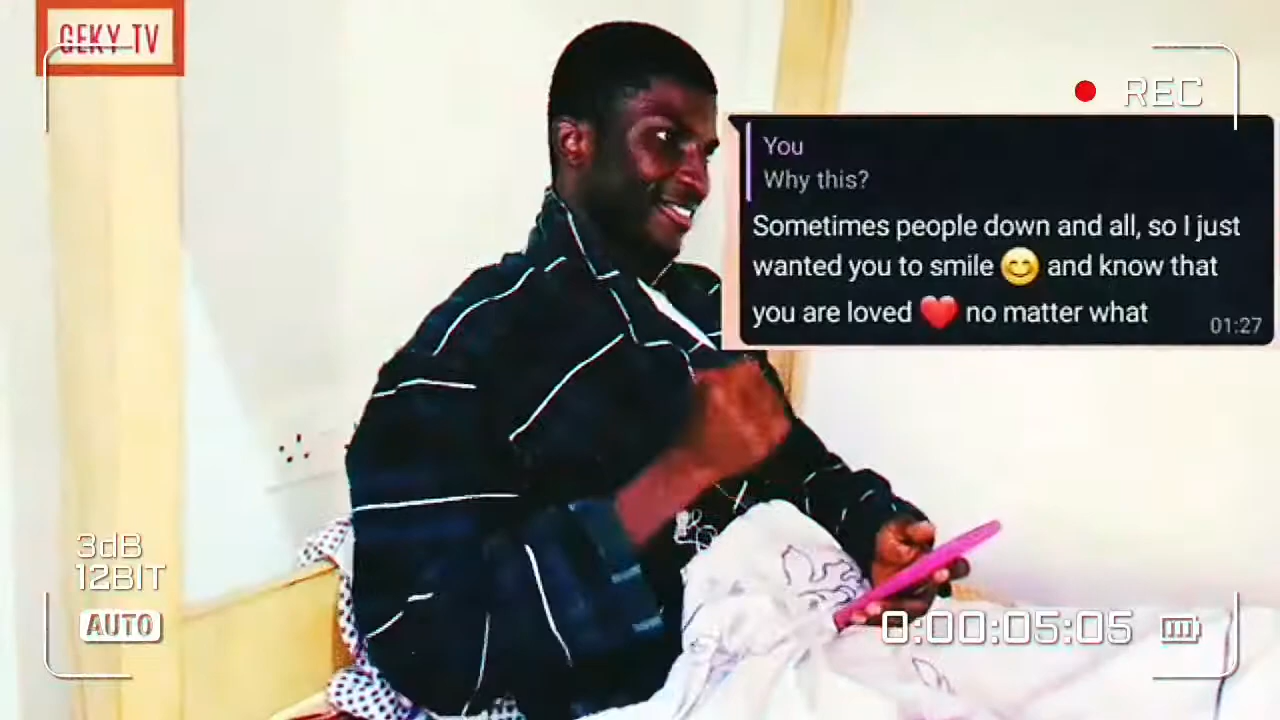 GEKY TV
REC
You
Why this?
Sometimes people down and all, so I just
wanted you to smile 😊 and know that
you are loved ❤️ no matter what
01:27
3dB
12BIT
AUTO
0:00:05:05